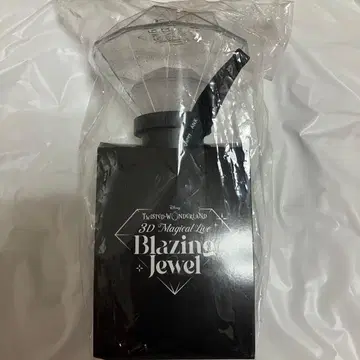 Disney
Twisted-Wonderland
3D Magical Live
Blazing
Jewel